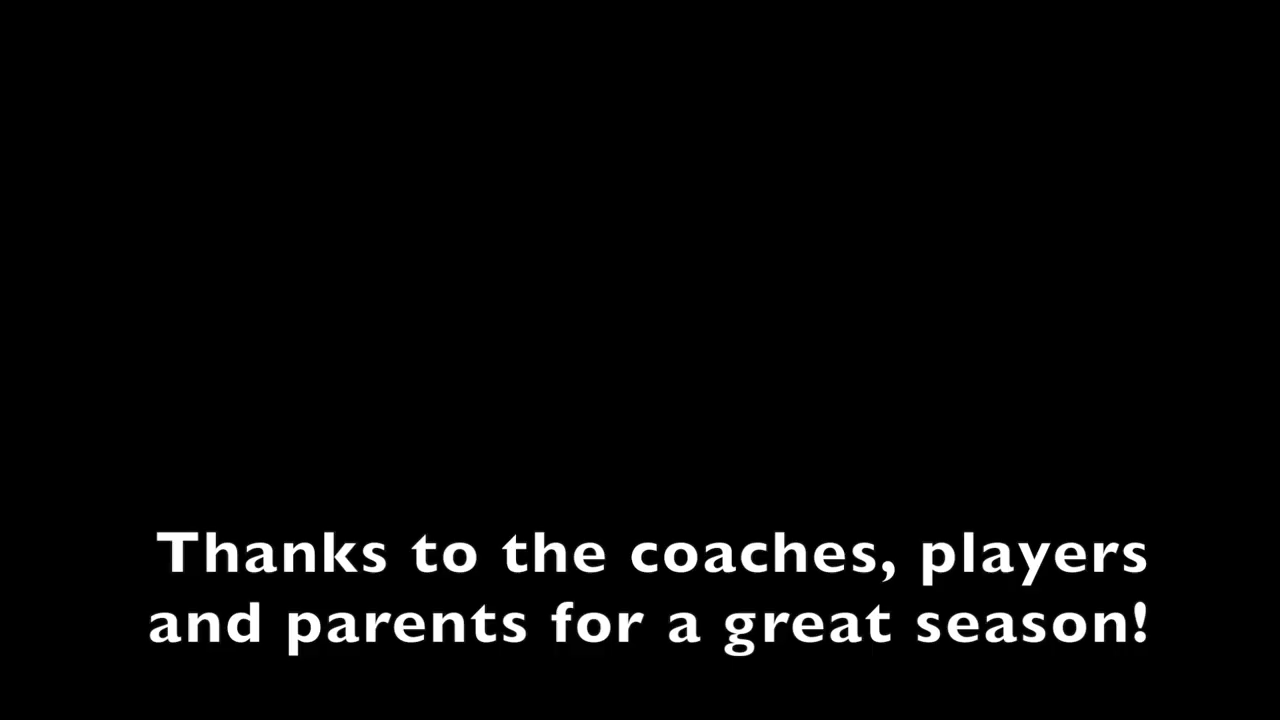 Thanks to the coaches, players
and parents for a great season!